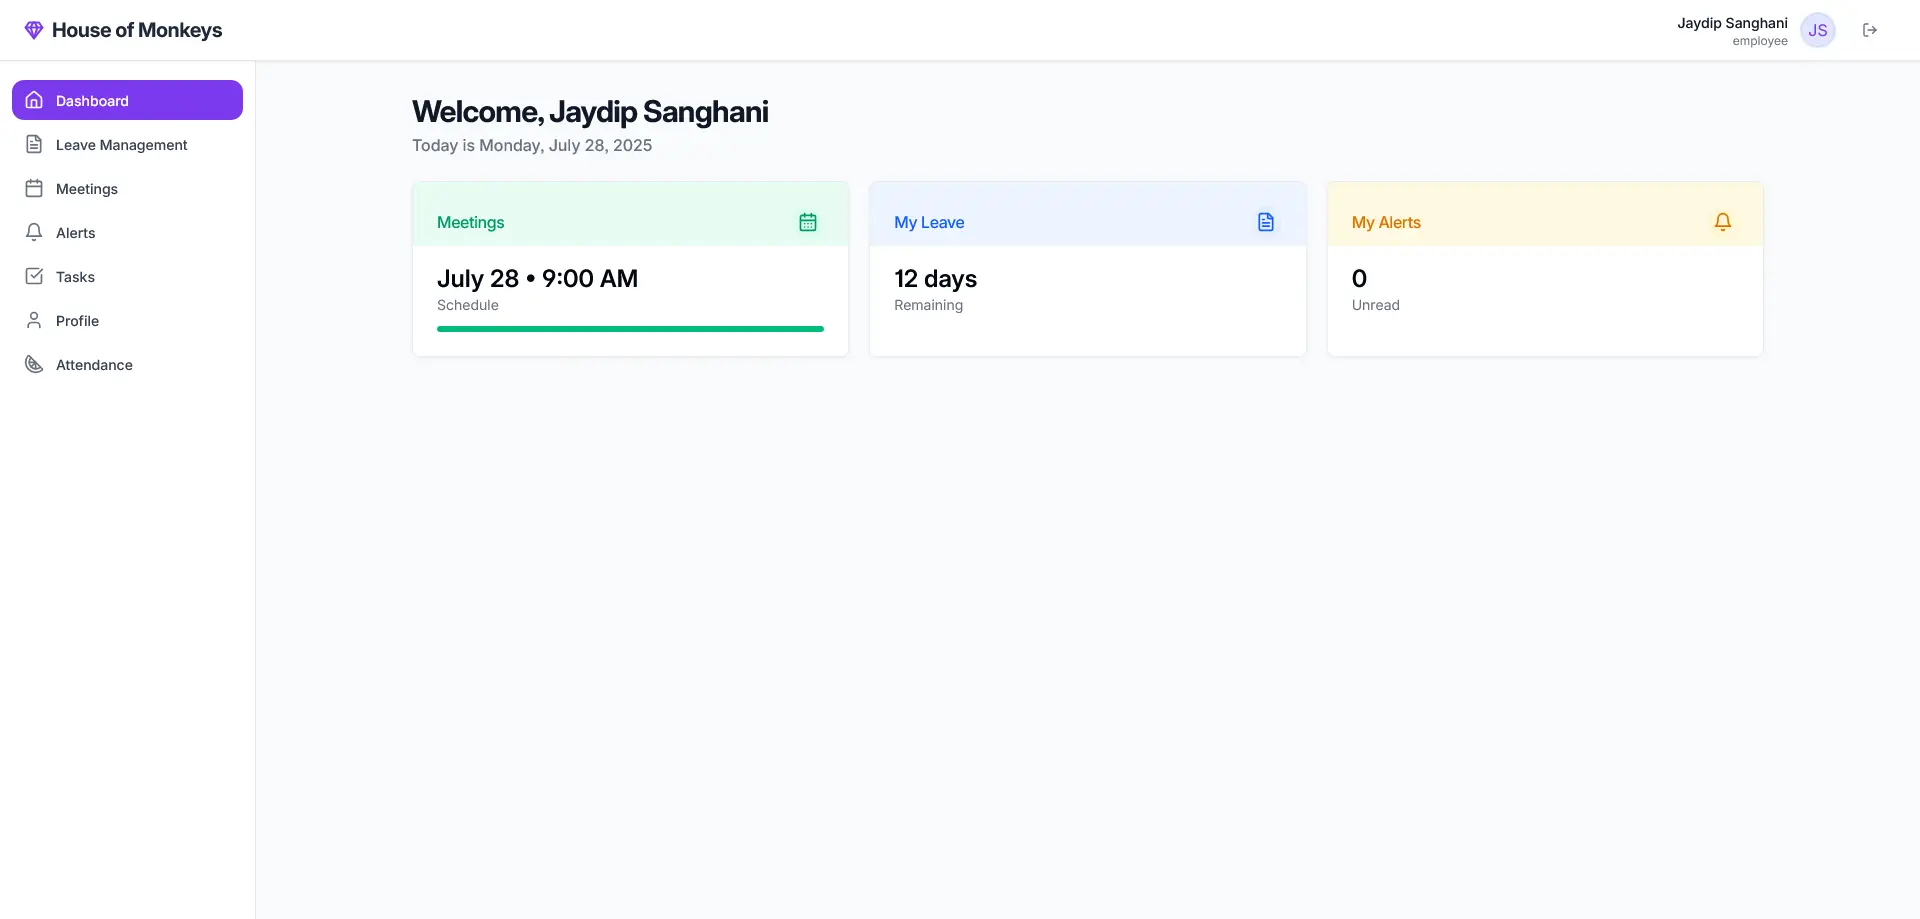 House of Monkeys
Jaydip Sanghani
employee
JS
Dashboard
Leave Management
Meetings
Alerts
Tasks
Profile
Attendance
Welcome, Jaydip Sanghani
Today is Monday, July 28, 2025
Meetings
July 28 • 9:00 AM
Schedule
My Leave
12 days
Remaining
My Alerts
0
Unread